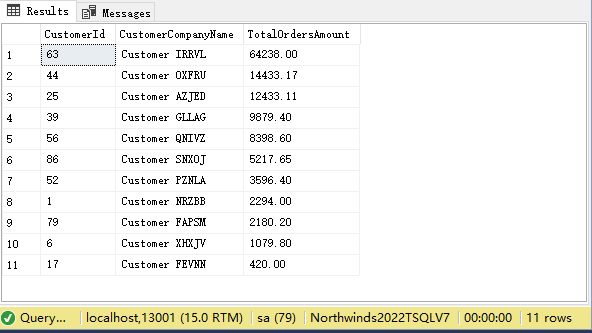 Results Messages
CustomerId CustomerCompanyName TotalOrdersAmount
1 63 Customer IRRVL 64238.00
2 44 Customer OXFRU 14433.17
3 25 Customer AZJED 12433.11
4 39 Customer GLLAG 9879.40
5 56 Customer QNIVZ 8398.60
6 86 Customer SNXOJ 5217.65
7 52 Customer PZNLA 3596.40
8 1 Customer NRZBB 2294.00
9 79 Customer FAPSM 2180.20
10 6 Customer XHXJV 1079.80
11 17 Customer FEVNN 420.00
Query... localhost,13001 (15.0 RTM) sa (79) Northwinds2022TSQLV7 00:00:00 11 rows